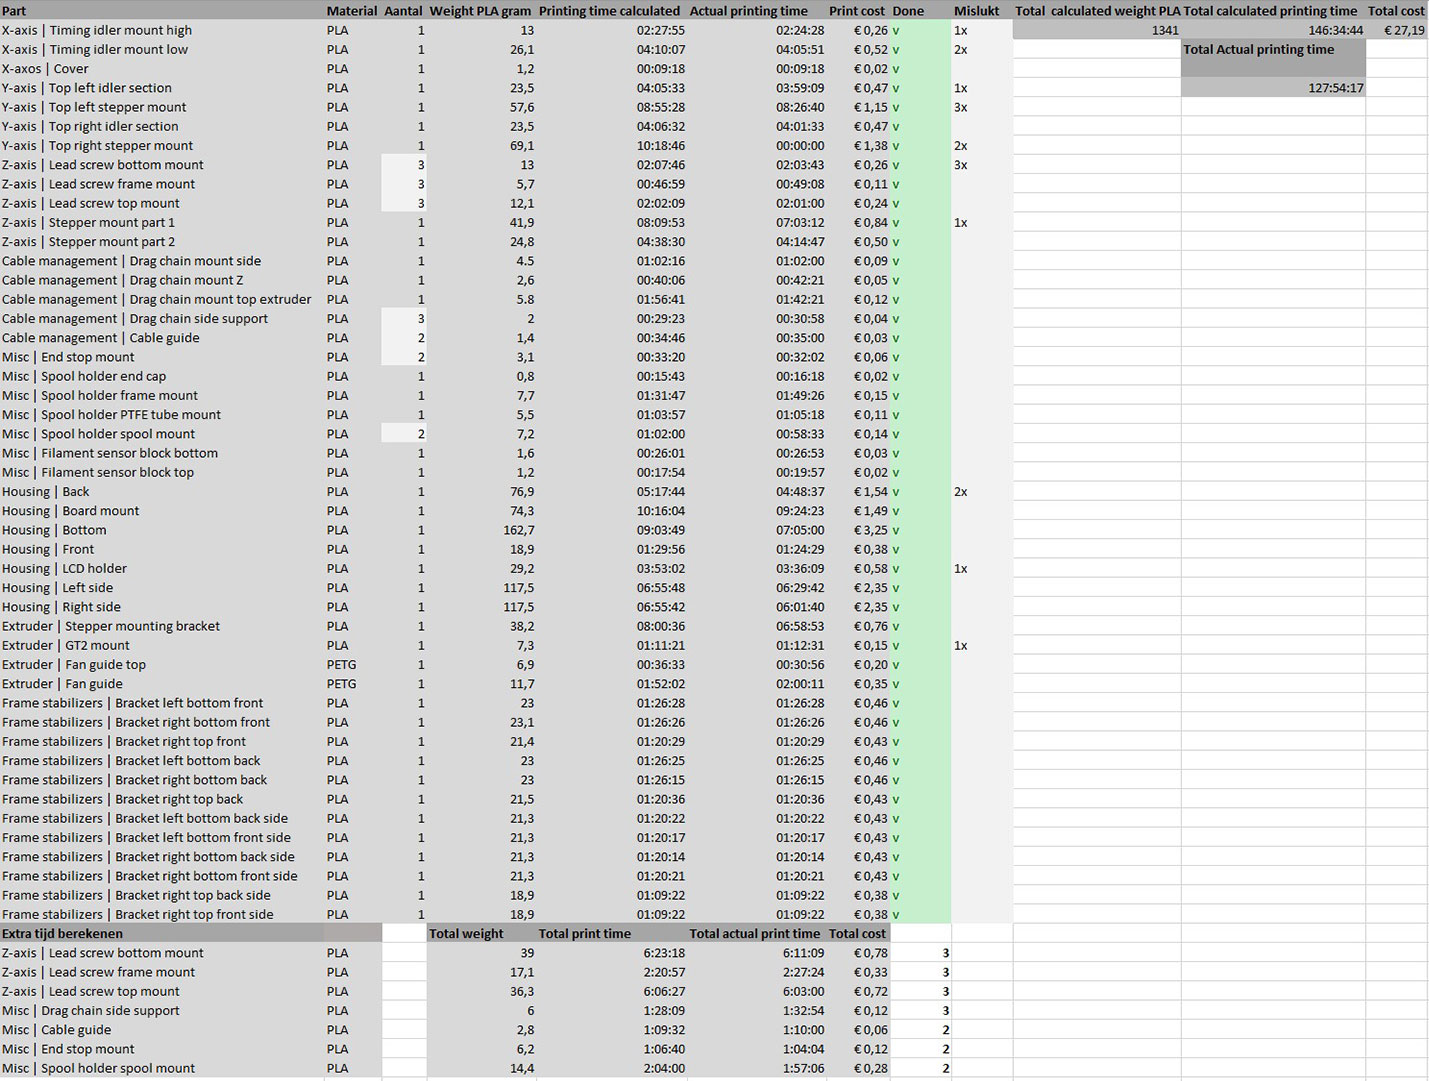 Part Material Aantal Weight PLA gram Printing time calculated Actual printing time Print cost Done Mislukt Total calculated weight PLA Total calculated printing time Total cost
X-axis | Timing idler mount high PLA 1 13 02:27:55 02:24:28 € 0,26 v 1x 1341 146:34:44 € 27,19
X-axis | Timing idler mount low PLA 1 26,1 04:10:07 04:05:51 € 0,52 v 2x Total Actual printing time
X-axos | Cover PLA 1 1,2 00:09:18 00:09:18 € 0,02 v
Y-axis | Top left idler section PLA 1 23,5 04:05:33 03:59:09 € 0,47 v 1x 127:54:17
Y-axis | Top left stepper mount PLA 1 57,6 08:55:28 08:26:40 € 1,15 v 3x
Y-axis | Top right idler section PLA 1 23,5 04:06:32 04:01:33 € 0,47 v
Y-axis | Top right stepper mount PLA 1 69,1 10:18:46 00:00:00 € 1,38 v 2x
Z-axis | Lead screw bottom mount PLA 3 13 02:07:46 02:03:43 € 0,26 v 3x
Z-axis | Lead screw frame mount PLA 3 5,7 00:46:59 00:49:08 € 0,11 v
Z-axis | Lead screw top mount PLA 3 12,1 02:02:09 02:01:00 € 0,24 v
Z-axis | Stepper mount part 1 PLA 1 41,9 08:09:53 07:03:12 € 0,84 v 1x
Z-axis | Stepper mount part 2 PLA 1 24,8 04:38:30 04:14:47 € 0,50 v
Cable management | Drag chain mount side PLA 1 4.5 01:02:16 01:02:00 € 0,09 v
Cable management | Drag chain mount Z PLA 1 2,6 00:40:06 00:42:21 € 0,05 v
Cable management | Drag chain mount top extruder PLA 1 5.8 01:56:41 01:42:21 € 0,12 v
Cable management | Drag chain side support PLA 3 2 00:29:23 00:30:58 € 0,04 v
Cable management | Cable guide PLA 2 1,4 00:34:46 00:35:00 € 0,03 v
Misc | End stop mount PLA 2 3,1 00:33:20 00:32:02 € 0,06 v
Misc | Spool holder end cap PLA 1 0,8 00:15:43 00:16:18 € 0,02 v
Misc | Spool holder frame mount PLA 1 7,7 01:31:47 01:49:26 € 0,15 v
Misc | Spool holder PTFE tube mount PLA 1 5,5 01:03:57 01:05:18 € 0,11 v
Misc | Spool holder spool mount PLA 2 7,2 01:02:00 00:58:33 € 0,14 v
Misc | Filament sensor block bottom PLA 1 1,6 00:26:01 00:26:53 € 0,03 v
Misc | Filament sensor block top PLA 1 1,2 00:17:54 00:19:57 € 0,02 v
Housing | Back PLA 1 76,9 05:17:44 04:48:37 € 1,54 v 2x
Housing | Board mount PLA 1 74,3 10:16:04 09:24:23 € 1,49 v
Housing | Bottom PLA 1 162,7 09:03:49 07:05:00 € 3,25 v
Housing | Front PLA 1 18,9 01:29:56 01:24:29 € 0,38 v
Housing | LCD holder PLA 1 29,2 03:53:02 03:36:09 € 0,58 v 1x
Housing | Left side PLA 1 117,5 06:55:48 06:29:42 € 2,35 v
Housing | Right side PLA 1 117,5 06:55:42 06:01:40 € 2,35 v
Extruder | Stepper mounting bracket PLA 1 38,2 08:00:36 06:58:53 € 0,76 v
Extruder | GT2 mount PLA 1 7,3 01:11:21 01:12:31 € 0,15 v 1x
Extruder | Fan guide top PETG 1 6,9 00:36:33 00:30:56 € 0,20 v
Extruder | Fan guide PETG 1 11,7 01:52:02 02:00:11 € 0,35 v
Frame stabilizers | Bracket left bottom front PLA 1 23 01:26:28 01:26:28 € 0,46 v
Frame stabilizers | Bracket right bottom front PLA 1 23,1 01:26:26 01:26:26 € 0,46 v
Frame stabilizers | Bracket right top front PLA 1 21,4 01:20:29 01:20:29 € 0,43 v
Frame stabilizers | Bracket left bottom back PLA 1 23 01:26:25 01:26:25 € 0,46 v
Frame stabilizers | Bracket right bottom back PLA 1 23 01:26:15 01:26:15 € 0,46 v
Frame stabilizers | Bracket right top back PLA 1 21,5 01:20:36 01:20:36 € 0,43 v
Frame stabilizers | Bracket left bottom back side PLA 1 21,3 01:20:22 01:20:22 € 0,43 v
Frame stabilizers | Bracket left bottom front side PLA 1 21,3 01:20:17 01:20:17 € 0,43 v
Frame stabilizers | Bracket right bottom back side PLA 1 21,3 01:20:14 01:20:14 € 0,43 v
Frame stabilizers | Bracket right bottom front side PLA 1 21,3 01:20:21 01:20:21 € 0,43 v
Frame stabilizers | Bracket right top back side PLA 1 18,9 01:09:22 01:09:22 € 0,38 v
Frame stabilizers | Bracket right top front side PLA 1 18,9 01:09:22 01:09:22 € 0,38 v
Extra tijd berekenen Total weight Total print time Total actual print time Total cost
Z-axis | Lead screw bottom mount PLA 39 6:23:18 6:11:09 € 0,78 3
Z-axis | Lead screw frame mount PLA 17,1 2:20:57 2:27:24 € 0,33 3
Z-axis | Lead screw top mount PLA 36,3 6:06:27 6:03:00 € 0,72 3
Misc | Drag chain side support PLA 6 1:28:09 1:32:54 € 0,12 3
Misc | Cable guide PLA 2,8 1:09:32 1:10:00 € 0,06 2
Misc | End stop mount PLA 6,2 1:06:40 1:04:04 € 0,12 2
Misc | Spool holder spool mount PLA 14,4 2:04:00 1:57:06 € 0,28 2